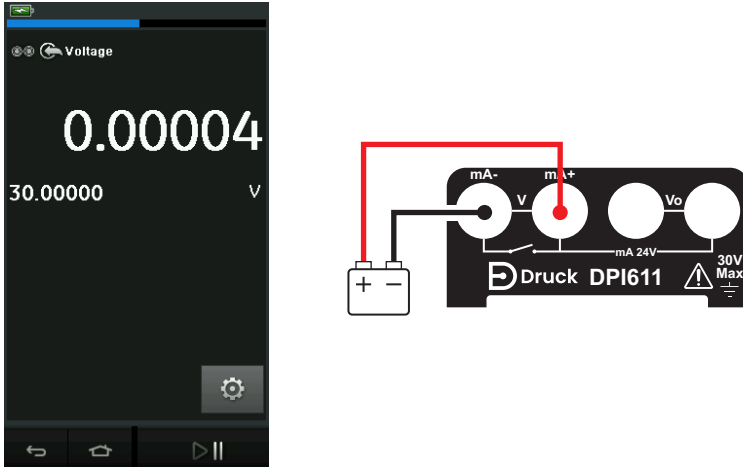 Voltage
0.00004
30.00000 V
mA- mA+
V Vo
mA 24V
Druck DPI611 30V Max
+ −